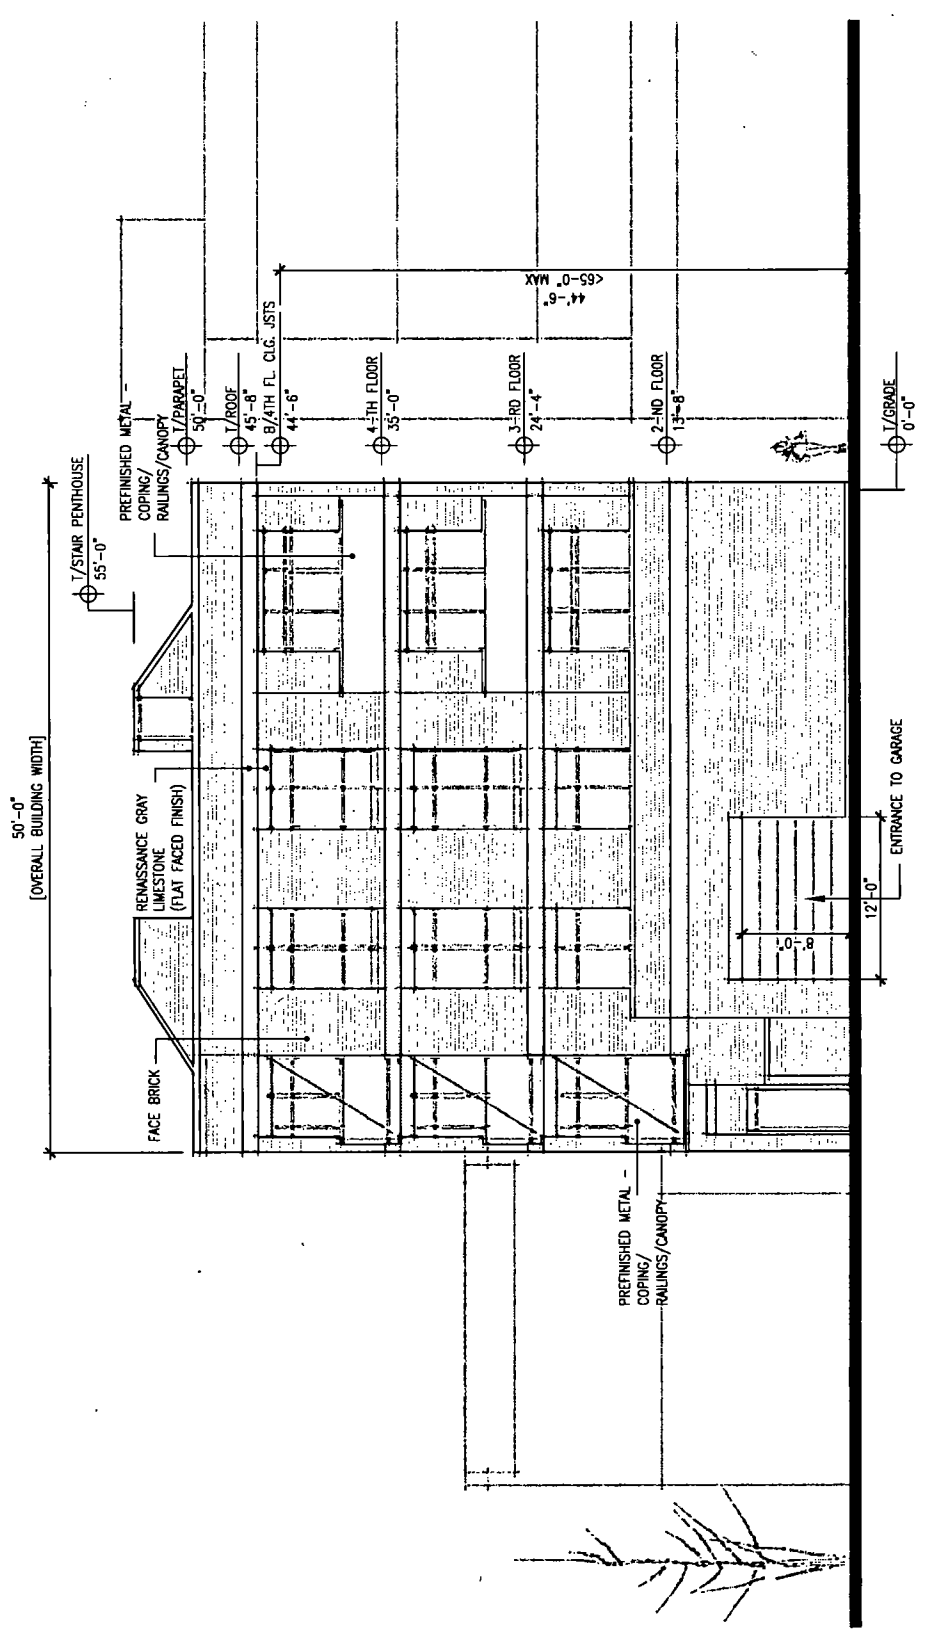 50'-0"
[OVERALL BUILDING WIDTH]
T/STAIR PENTHOUSE
55'-0"
PREFINISHED METAL -
COPING/
RAILINGS/CANOPY
T/PARAPET
50'-0"
T/ROOF
45'-8"
B/4TH FL. CLG. JSTS
44'-6"
4-TH FLOOR
35'-0"
3-RD FLOOR
24'-4"
2-ND FLOOR
13'-8"
T/GRADE
0'-0"
44'-6"
<65'-0" MAX
RENAISSANCE GRAY
LIMESTONE
(FLAT FACED FINISH)
FACE BRICK
PREFINISHED METAL -
COPING/
RAILINGS/CANOPY
8'-0"
12'-0"
ENTRANCE TO GARAGE